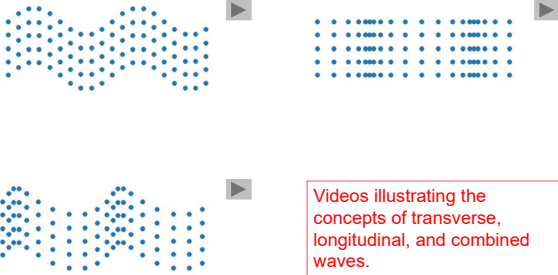 Videos illustrating the
concepts of transverse,
longitudinal, and combined
waves.